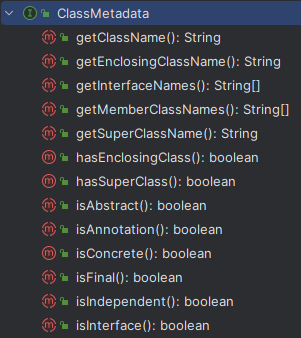 ClassMetadata
getClassName(): String
getEnclosingClassName(): String
getInterfaceNames(): String[]
getMemberClassNames(): String[]
getSuperClassName(): String
hasEnclosingClass(): boolean
hasSuperClass(): boolean
isAbstract(): boolean
isAnnotation(): boolean
isConcrete(): boolean
isFinal(): boolean
isIndependent(): boolean
isInterface(): boolean